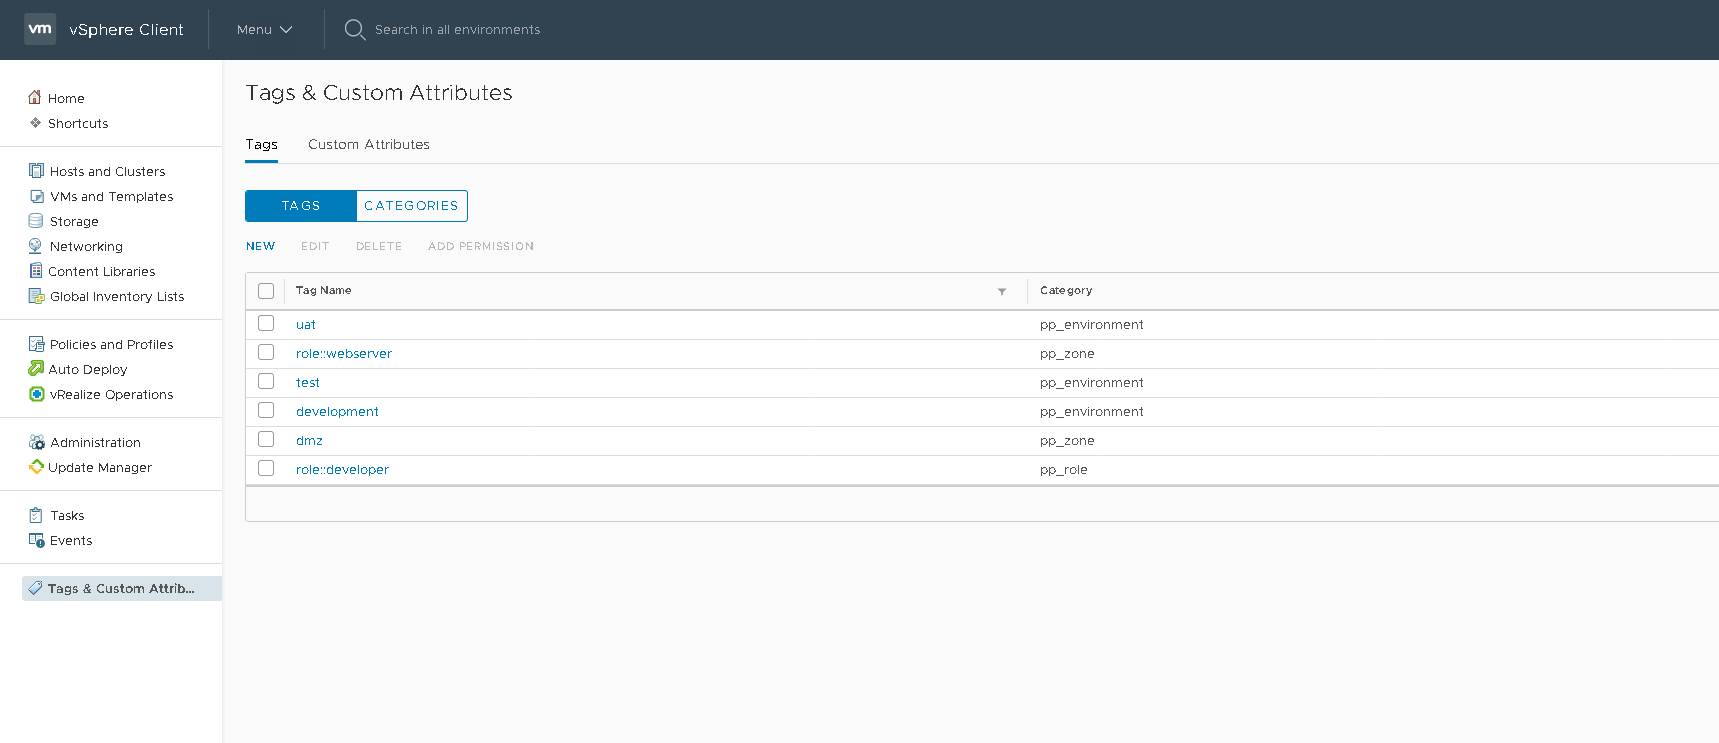 vm vSphere Client Menu Search in all environments
Home
Shortcuts
Hosts and Clusters
VMs and Templates
Storage
Networking
Content Libraries
Global Inventory Lists
Policies and Profiles
Auto Deploy
vRealize Operations
Administration
Update Manager
Tasks
Events
Tags & Custom Attrib...
Tags & Custom Attributes
Tags Custom Attributes
TAGS CATEGORIES
NEW EDIT DELETE ADD PERMISSION
Tag Name Category
uat pp_environment
role::webserver pp_zone
test pp_environment
development pp_environment
dmz pp_zone
role::developer pp_role